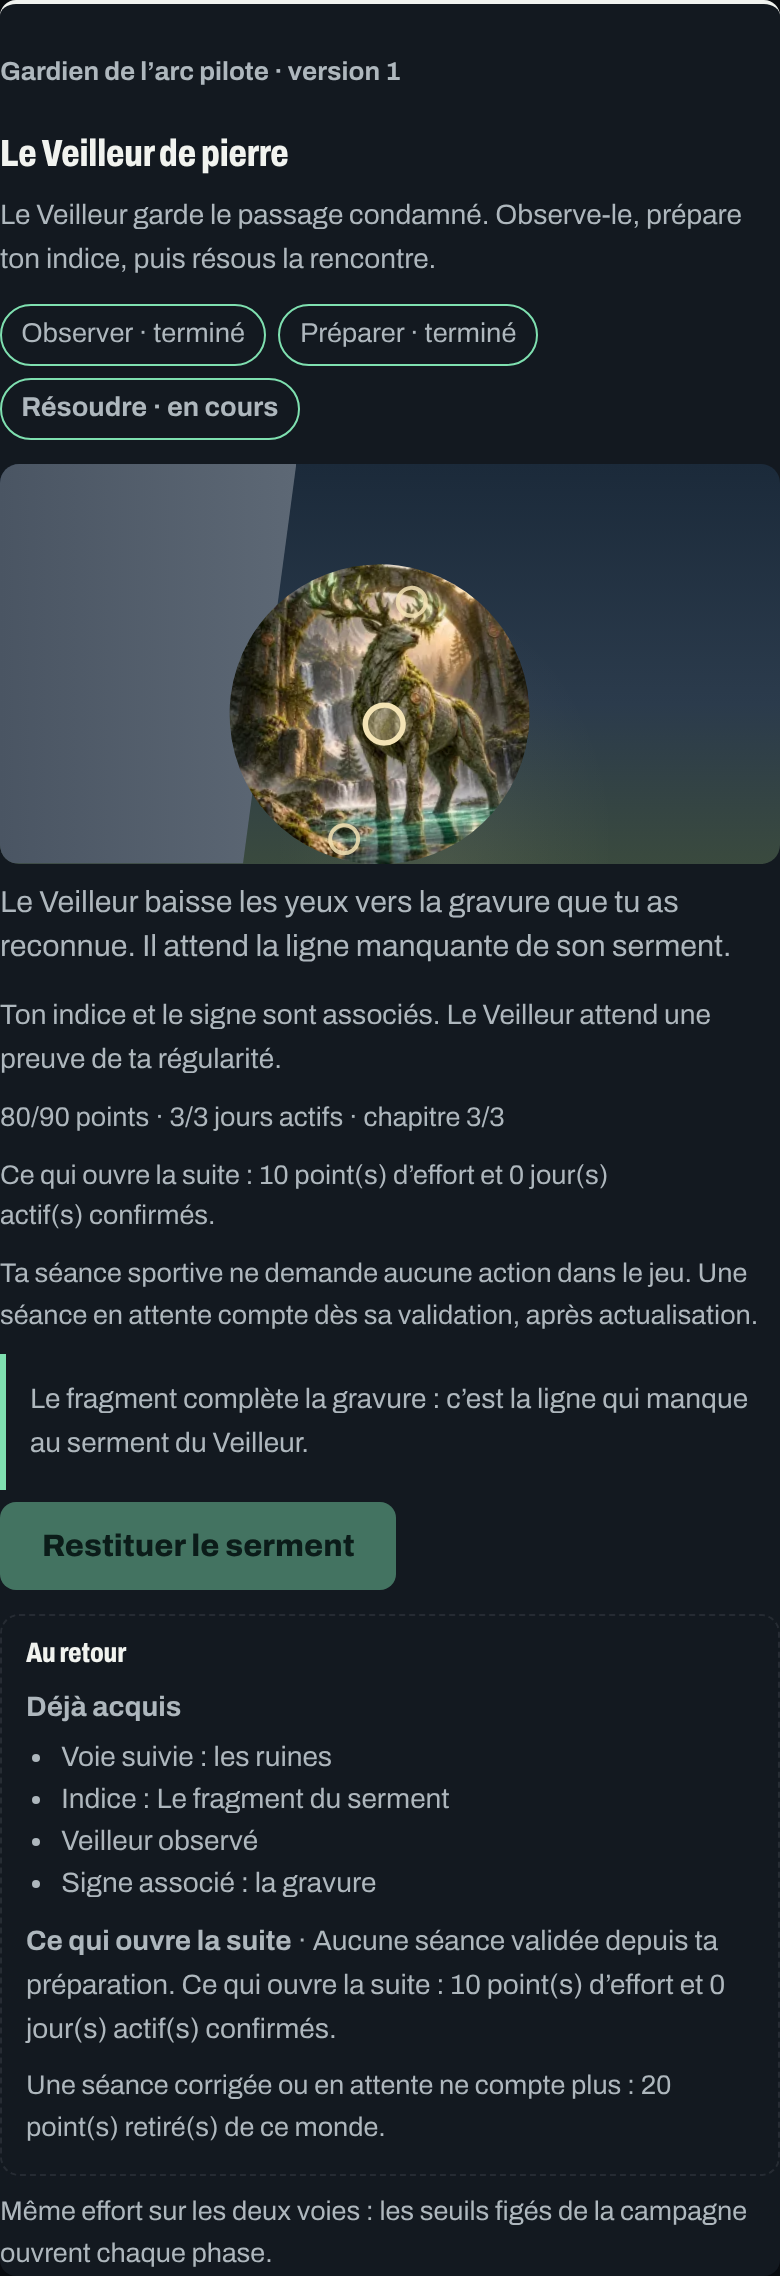 Gardien de l’arc pilote · version 1
Le Veilleur de pierre
Le Veilleur garde le passage condamné. Observe-le, prépare
ton indice, puis résous la rencontre.
Observer · terminé
Préparer · terminé
Résoudre · en cours
Le Veilleur baisse les yeux vers la gravure que tu as
reconnue. Il attend la ligne manquante de son serment.
Ton indice et le signe sont associés. Le Veilleur attend une
preuve de ta régularité.
80/90 points · 3/3 jours actifs · chapitre 3/3
Ce qui ouvre la suite : 10 point(s) d’effort et 0 jour(s)
actif(s) confirmés.
Ta séance sportive ne demande aucune action dans le jeu. Une
séance en attente compte dès sa validation, après actualisation.
Le fragment complète la gravure : c’est la ligne qui manque
au serment du Veilleur.
Restituer le serment
Au retour
Déjà acquis
• Voie suivie : les ruines
• Indice : Le fragment du serment
• Veilleur observé
• Signe associé : la gravure
Ce qui ouvre la suite · Aucune séance validée depuis ta
préparation. Ce qui ouvre la suite : 10 point(s) d’effort et 0
jour(s) actif(s) confirmés.
Une séance corrigée ou en attente ne compte plus : 20
point(s) retiré(s) de ce monde.
Même effort sur les deux voies : les seuils figés de la campagne
ouvrent chaque phase.